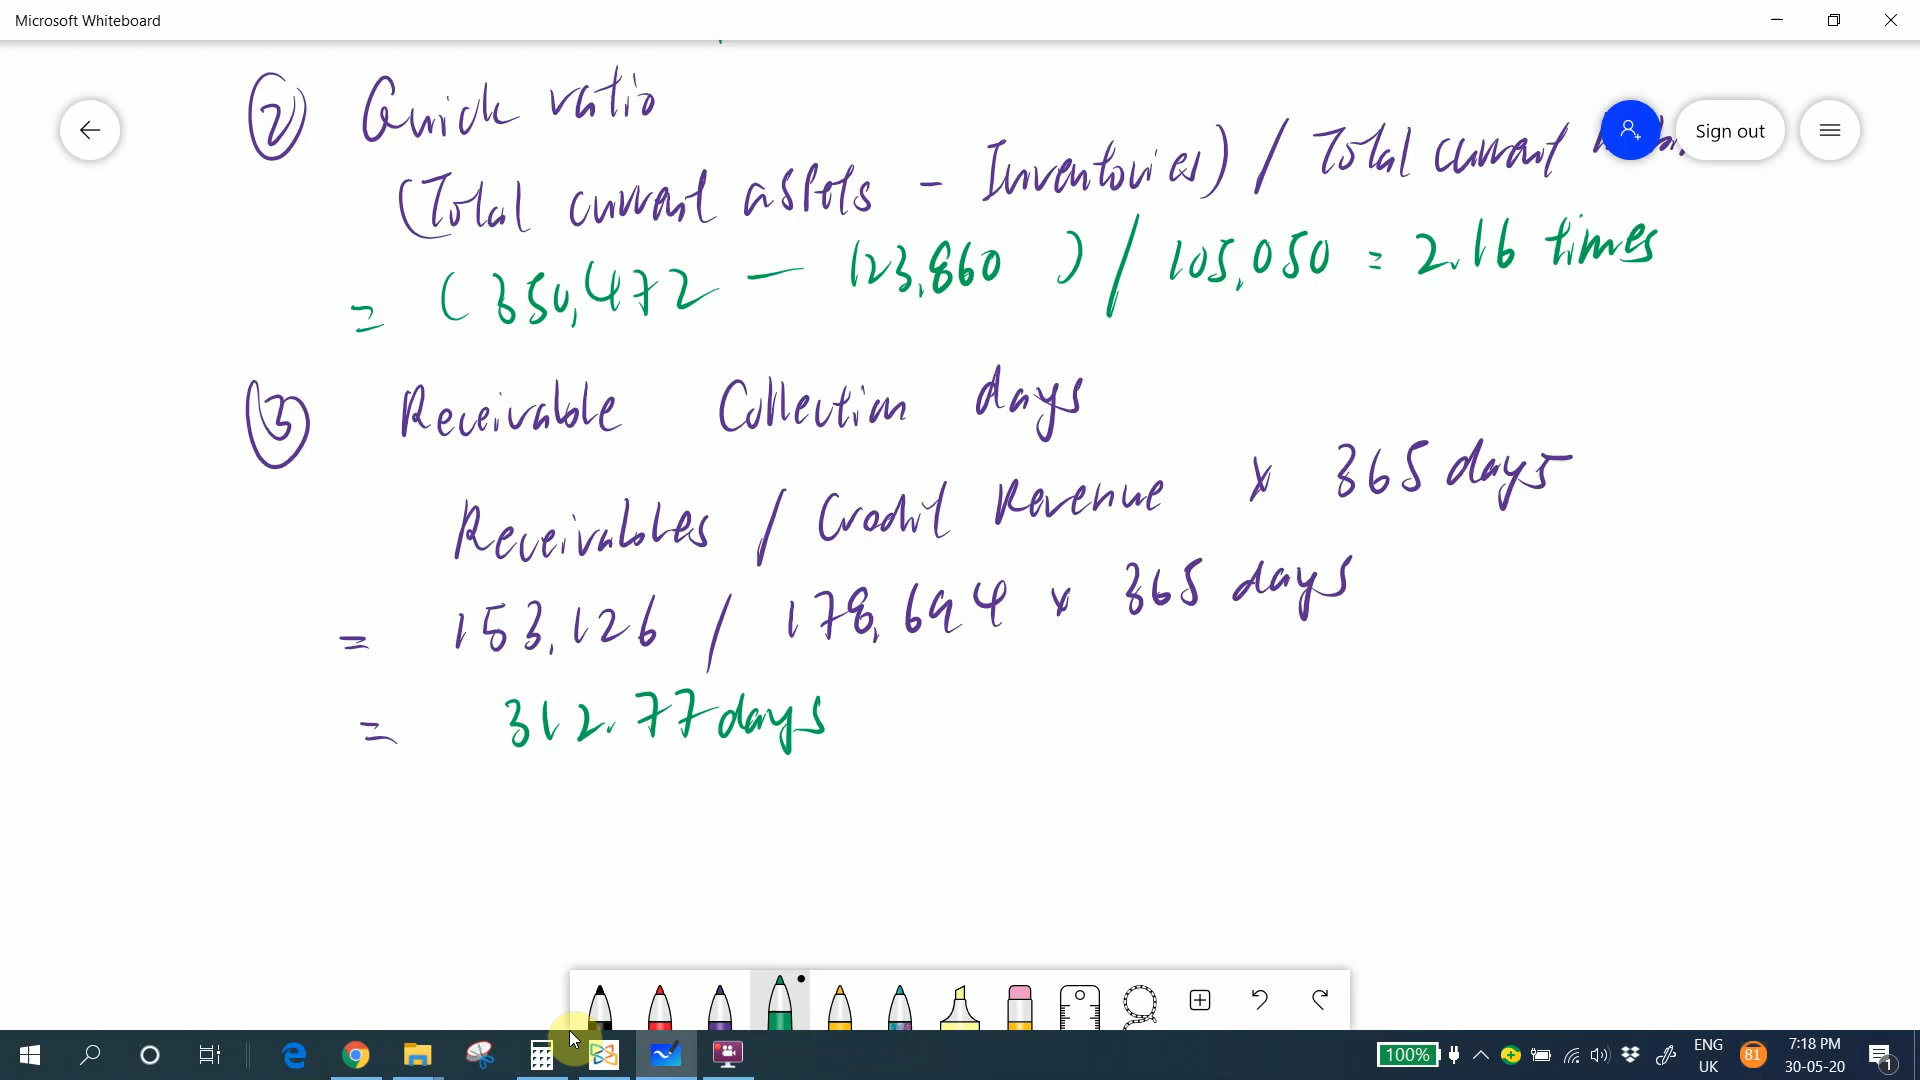 Microsoft Whiteboard
Sign out
② Quick ratio
(Total current assets - Inventories) / Total current
= (350,472 - 123,860) / 105,050 = 2.16 times
③ Receivable Collection days
Receivables / Credit Revenue x 365 days
= 153,126 / 178,694 x 365 days
= 312.77 days
100%
ENG
UK
81
7:18 PM
30-05-20
1